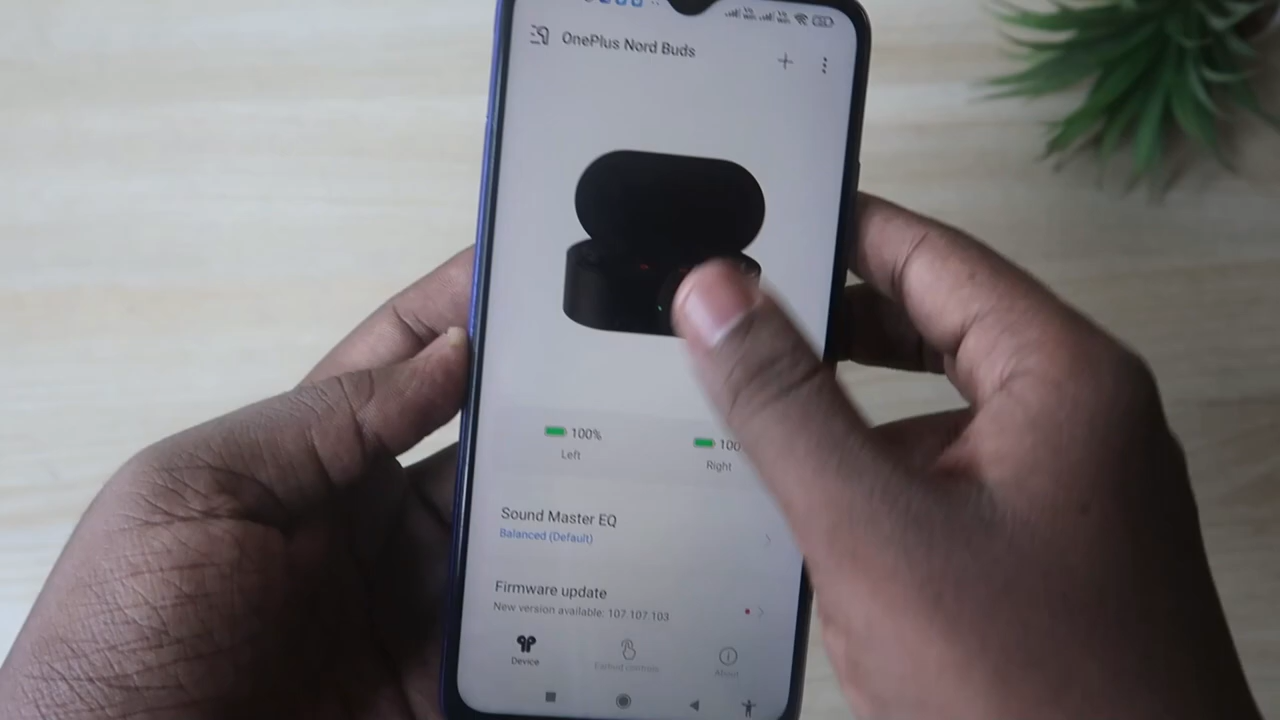 OnePlus Nord Buds
100%
Left
100
Right
Sound Master EQ
Balanced (Default)
Firmware update
New version available: 107.107.103
Device
About